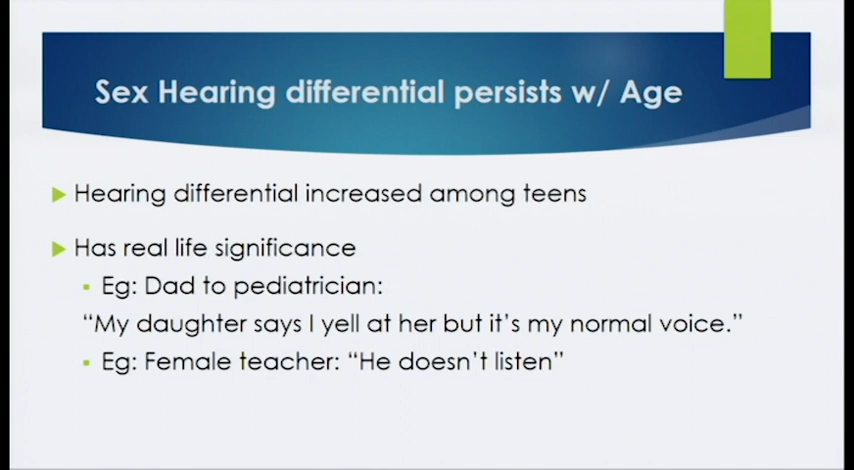 Sex Hearing differential persists w/ Age
Hearing differential increased among teens
Has real life significance
Eg: Dad to pediatrician:
“My daughter says I yell at her but it’s my normal voice.”
Eg: Female teacher: “He doesn’t listen”